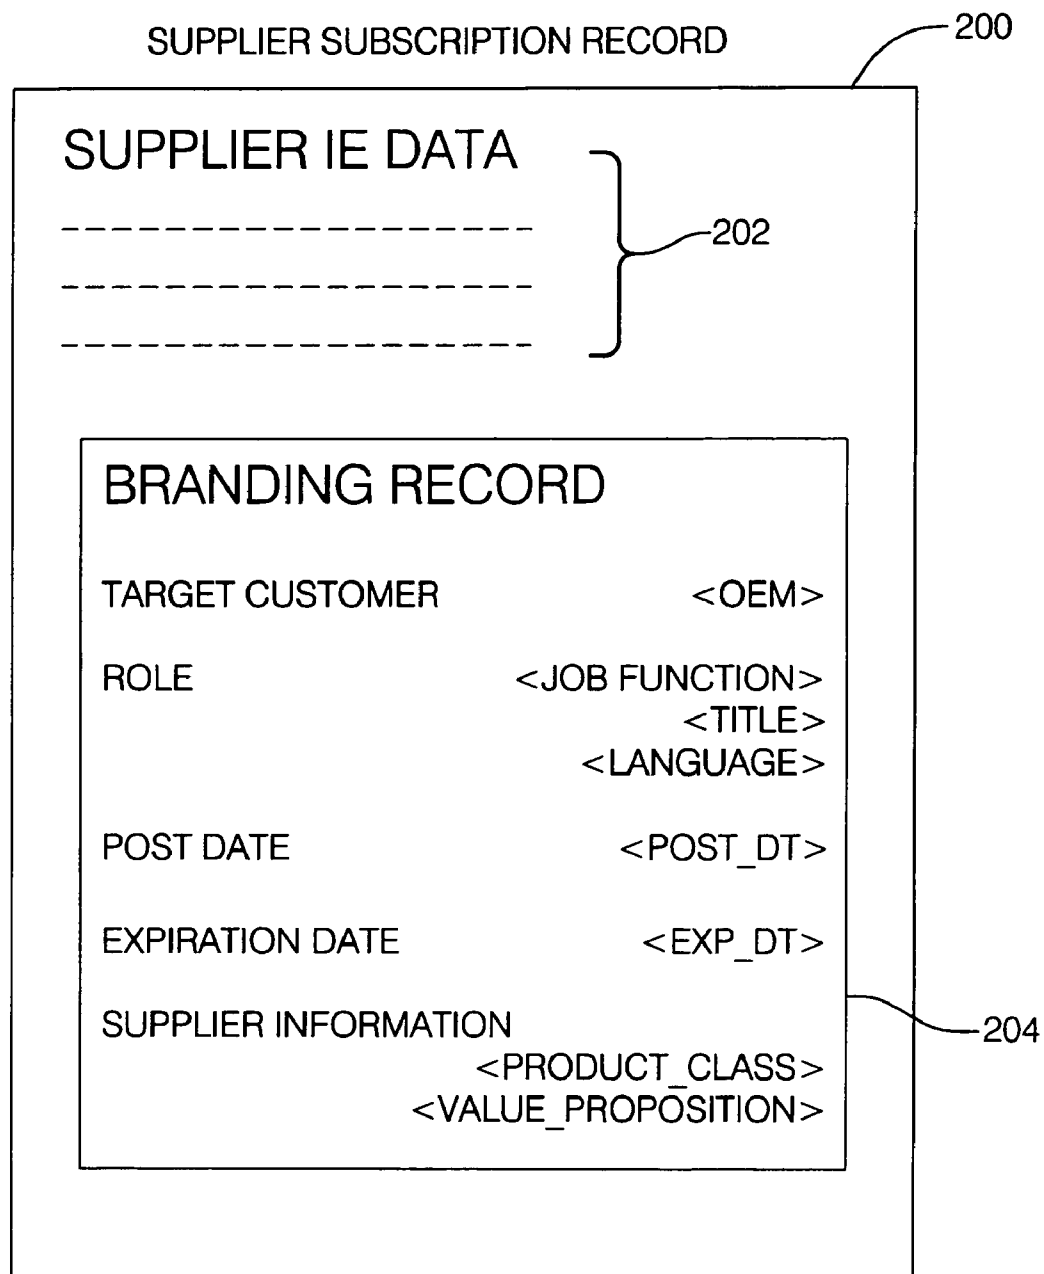 SUPPLIER SUBSCRIPTION RECORD
200
SUPPLIER IE DATA
202
BRANDING RECORD
TARGET CUSTOMER <OEM>
ROLE <JOB FUNCTION>
<TITLE>
<LANGUAGE>
POST DATE <POST_DT>
EXPIRATION DATE <EXP_DT>
SUPPLIER INFORMATION
204
<PRODUCT_CLASS>
<VALUE_PROPOSITION>